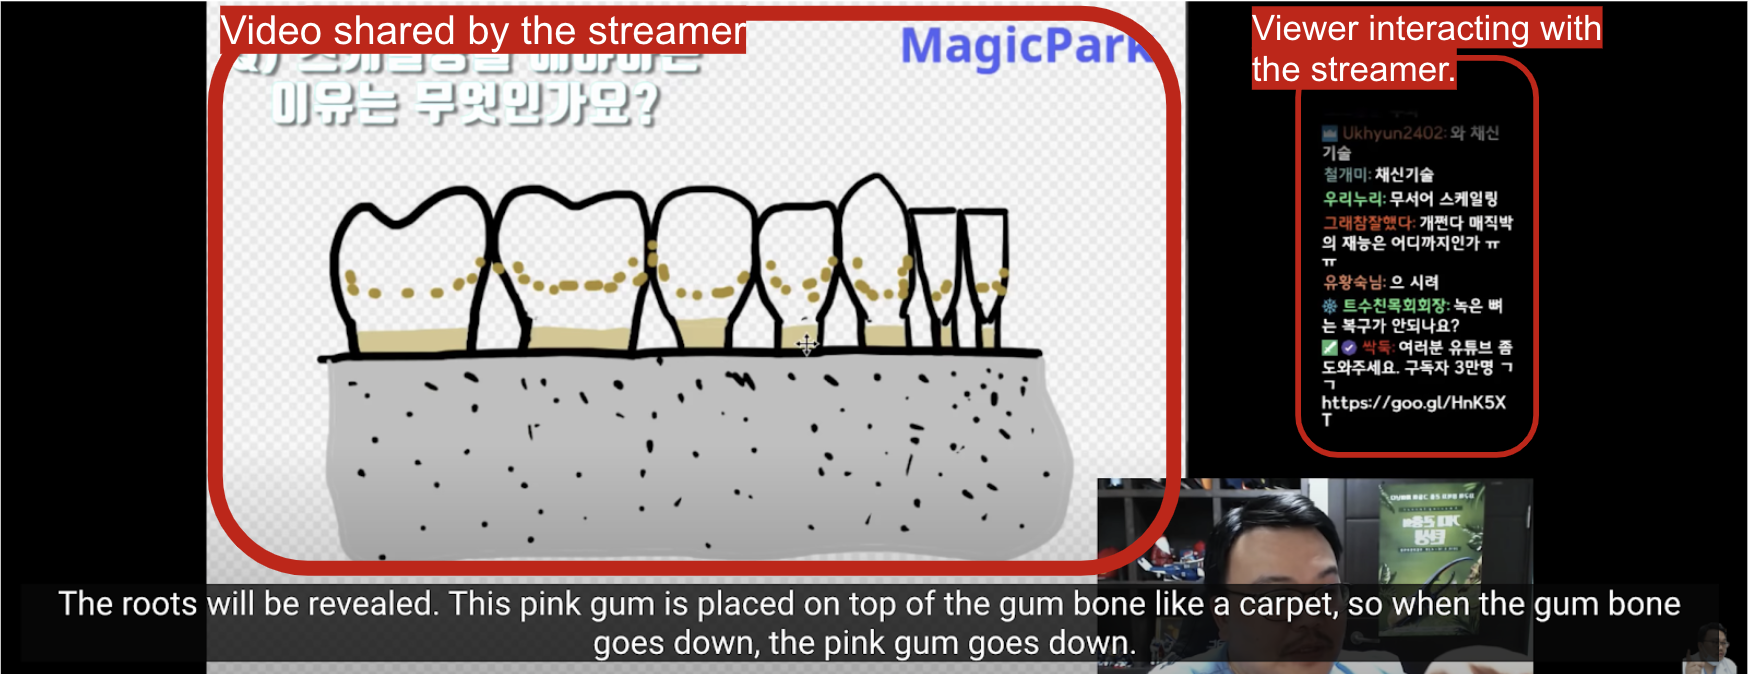 Video shared by the streamer
MagicPark
이유는 무엇인가요?
Viewer interacting with
the streamer.
Ukhyun2402: 와 채신
기술
철개미: 채신기술
우리누리: 무서어 스케일링
그래참잘했다: 개쩐다 매직박
의 재능은 어디까지인가 ㅠ
ㅠ
유황숙님: 으 시려
트수친목회회장: 녹은 뼈
는 복구가 안되나요?
싹둑: 여러분 유튜브 좀
도와주세요. 구독자 3만명 ㄱ
ㄱ
https://goo.gl/HnK5X
T
The roots will be revealed. This pink gum is placed on top of the gum bone like a carpet, so when the gum bone
goes down, the pink gum goes down.